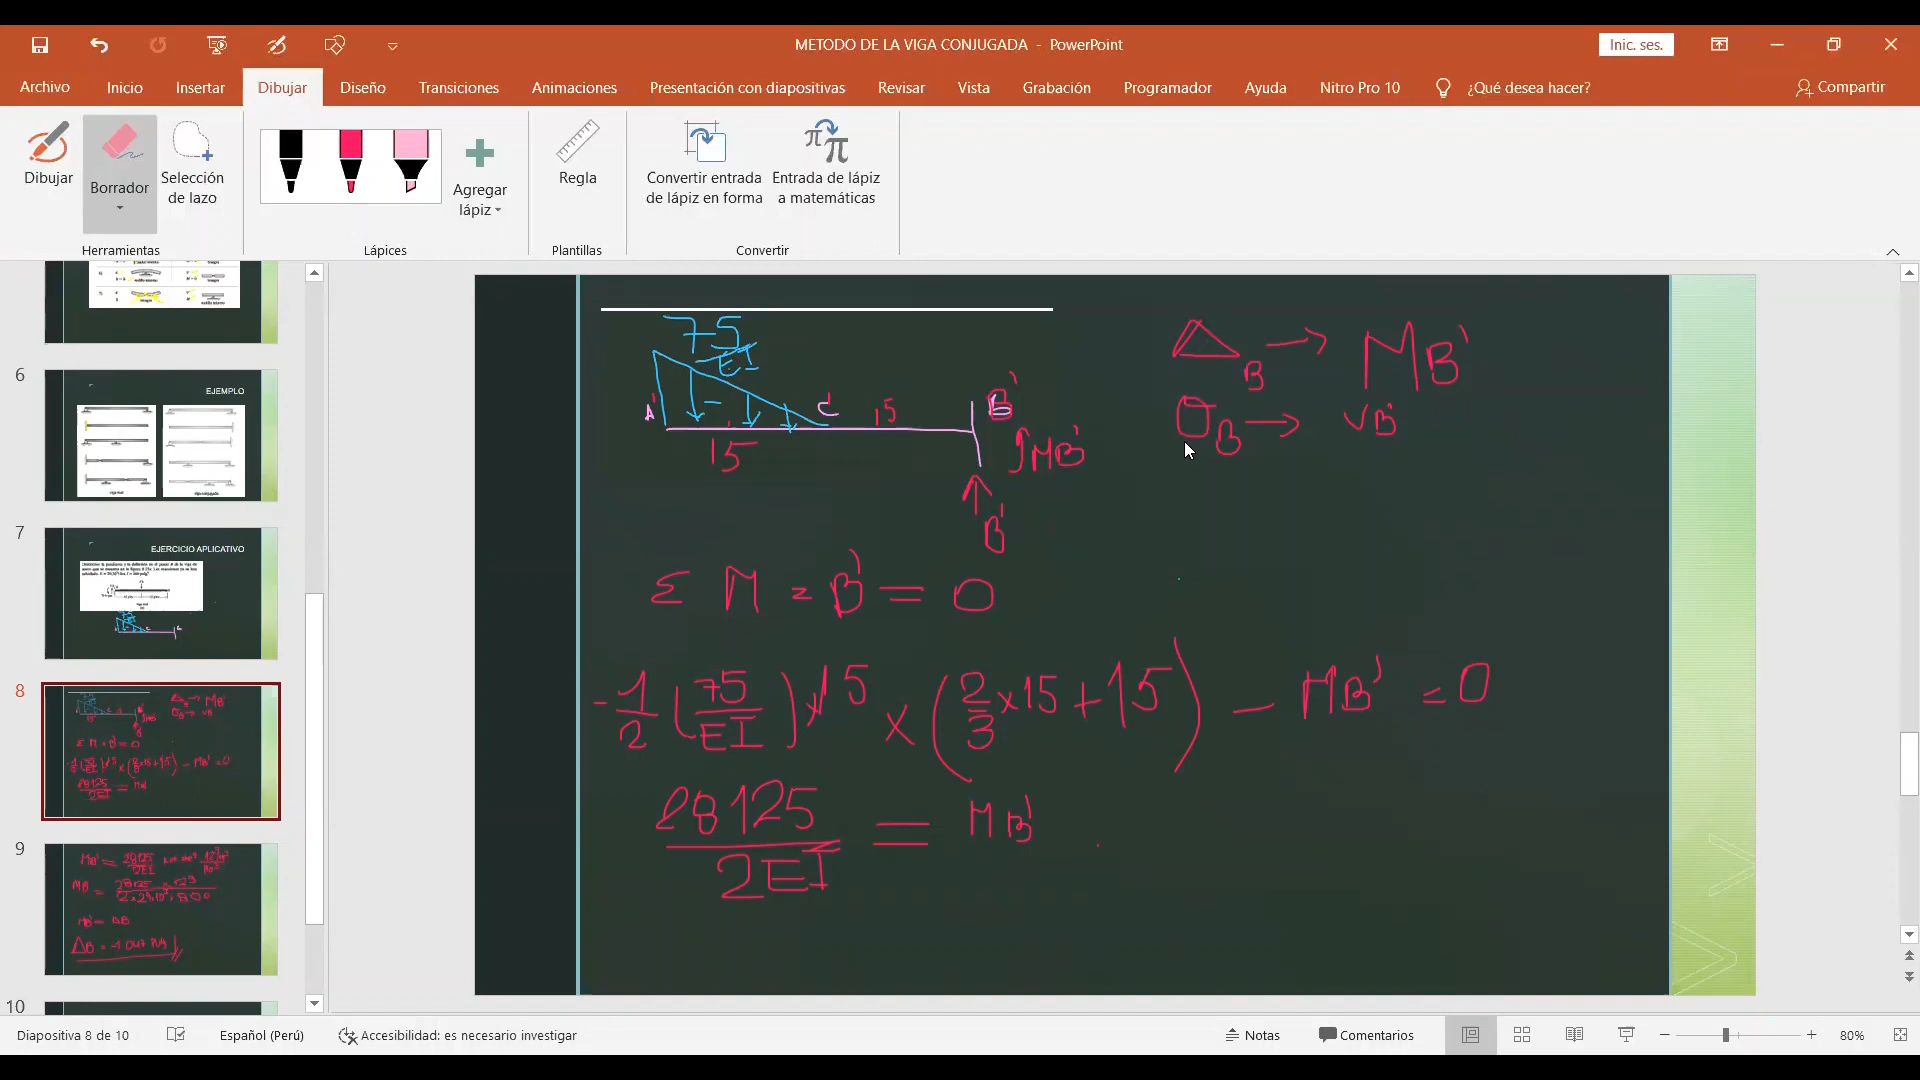 METODO DE LA VIGA CONJUGADA - PowerPoint
Inic. ses.
Archivo Inicio Insertar Dibujar Diseño Transiciones Animaciones Presentación con diapositivas Revisar Vista Grabación Programador Ayuda Nitro Pro 10 ¿Qué desea hacer? Compartir
Dibujar Borrador Selección de lazo Agregar lápiz Regla Convertir entrada de lápiz en forma Entrada de lápiz a matemáticas
Herramientas Lápices Plantillas Convertir
6
EJEMPLO
7
EJERCICIO APLICATIVO
8
9
10
75/EI
A' C' 15 B'
15 MB'
B'
Δ_B → MB'
θ_B → VB'
Σ M = B' = 0
-1/2 (75/EI) x 15 x (2/3 x 15 + 15) - MB' = 0
28125/2EI = MB'
MB' = 28125/2EI
ΔB =
Diapositiva 8 de 10 Español (Perú) Accesibilidad: es necesario investigar Notas Comentarios 80%